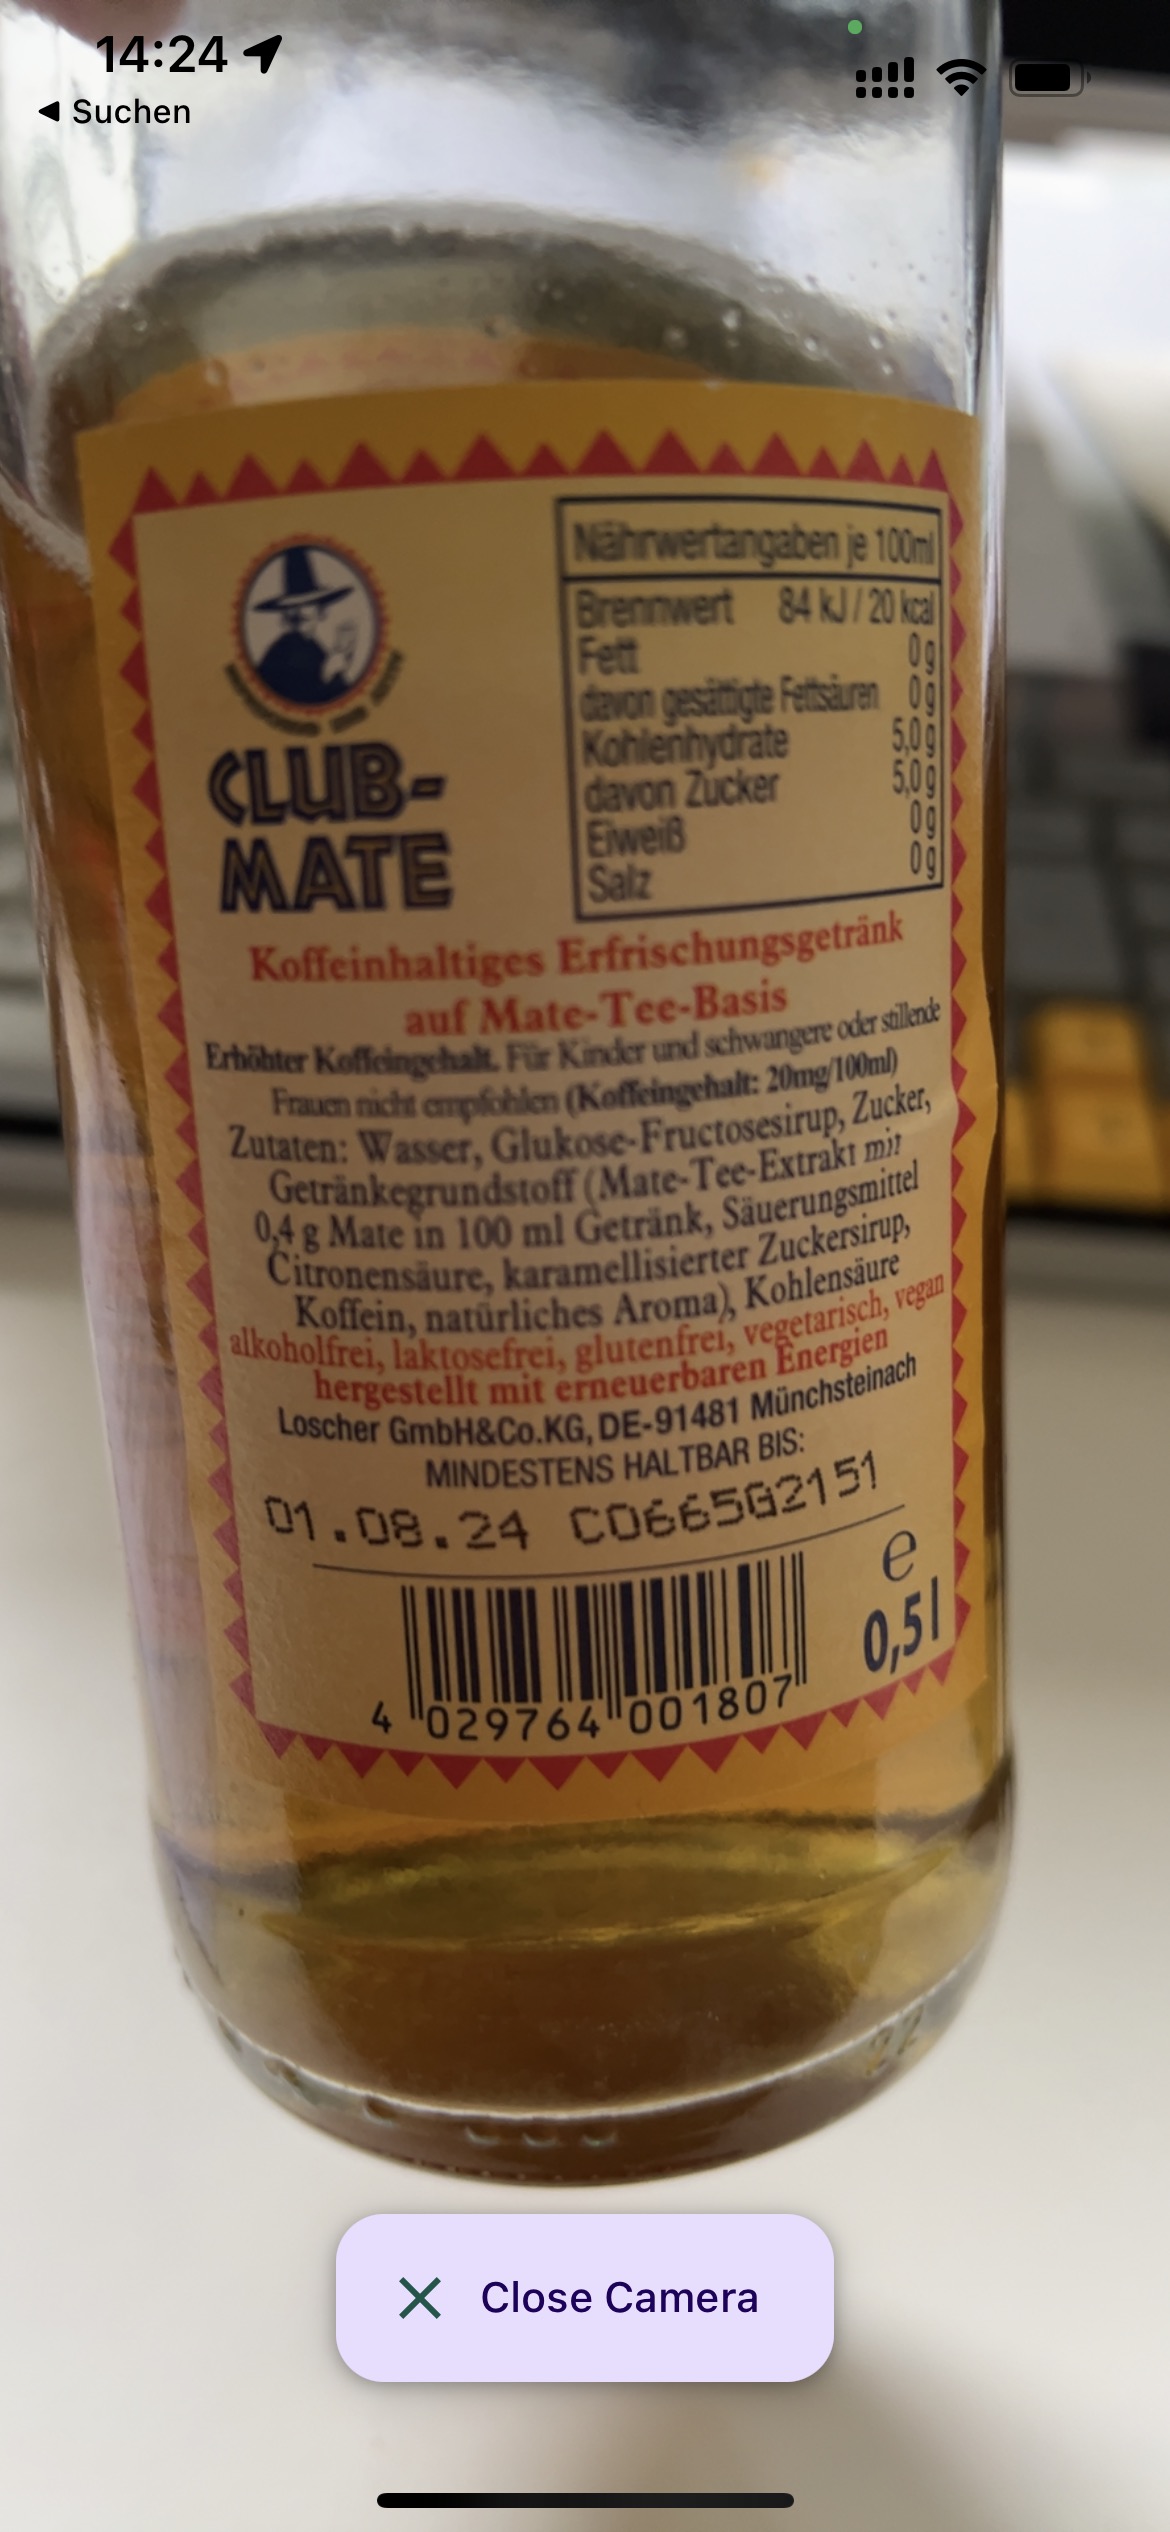 14:24
Suchen
CLUB-
MATE
Nährwertangaben je 100ml
Brennwert 84 kJ / 20 kcal
Fett 0 g
davon gesättigte Fettsäuren 0 g
Kohlenhydrate 5,0 g
davon Zucker 5,0 g
Eiweiß 0 g
Salz 0 g
Koffeinhaltiges Erfrischungsgetränk
auf Mate-Tee-Basis
Erhöhter Koffeingehalt. Für Kinder und schwangere oder stillende
Frauen nicht empfohlen (Koffeingehalt: 20mg/100ml)
Zutaten: Wasser, Glukose-Fructosesirup, Zucker,
Getränkegrundstoff (Mate-Tee-Extrakt mit
0,4 g Mate in 100 ml Getränk, Säuerungsmittel
Citronensäure, karamellisierter Zuckersirup,
Koffein, natürliches Aroma), Kohlensäure
alkoholfrei, laktosefrei, glutenfrei, vegetarisch, vegan
hergestellt mit erneuerbaren Energien
Loscher GmbH&Co.KG, DE-91481 Münchsteinach
MINDESTENS HALTBAR BIS:
01.08.24 CO665G2151
e
0,5 l
4 029764 001807
Close Camera